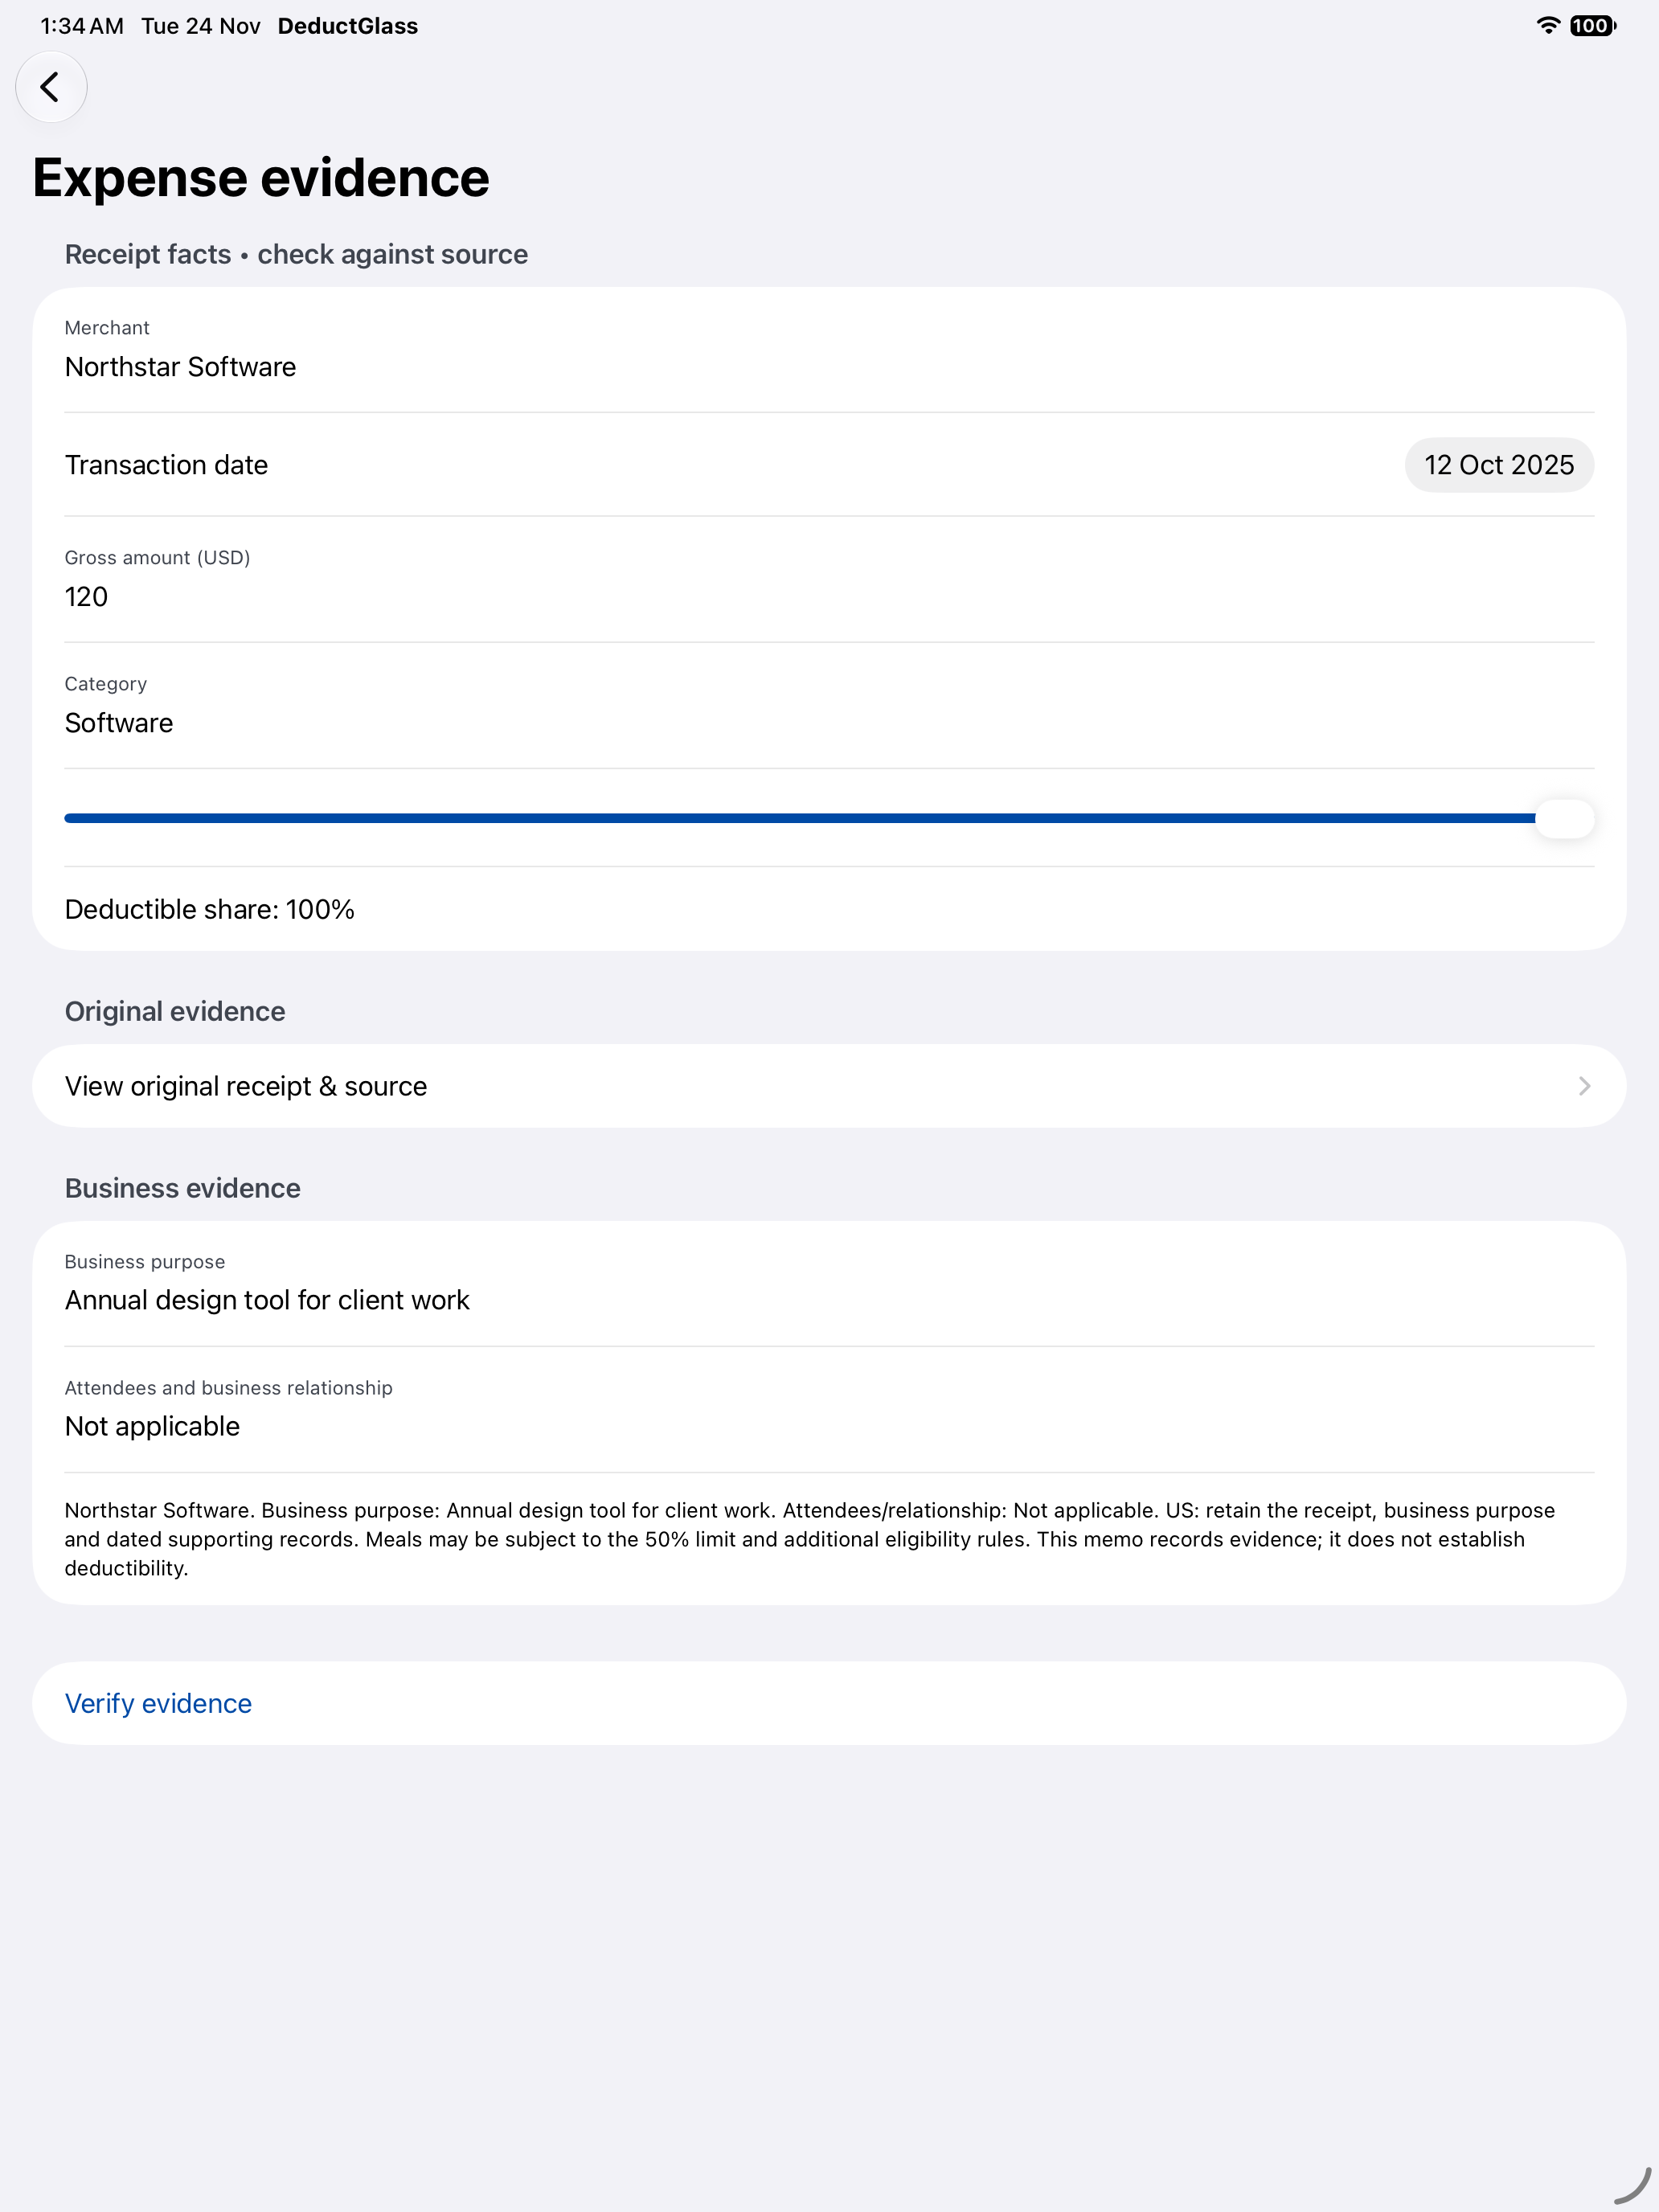 1:34 AM Tue 24 Nov DeductGlass
100
Expense evidence
Receipt facts • check against source
Merchant
Northstar Software
Transaction date
12 Oct 2025
Gross amount (USD)
120
Category
Software
Deductible share: 100%
Original evidence
View original receipt & source
Business evidence
Business purpose
Annual design tool for client work
Attendees and business relationship
Not applicable
Northstar Software. Business purpose: Annual design tool for client work. Attendees/relationship: Not applicable. US: retain the receipt, business purpose
and dated supporting records. Meals may be subject to the 50% limit and additional eligibility rules. This memo records evidence; it does not establish
deductibility.
Verify evidence